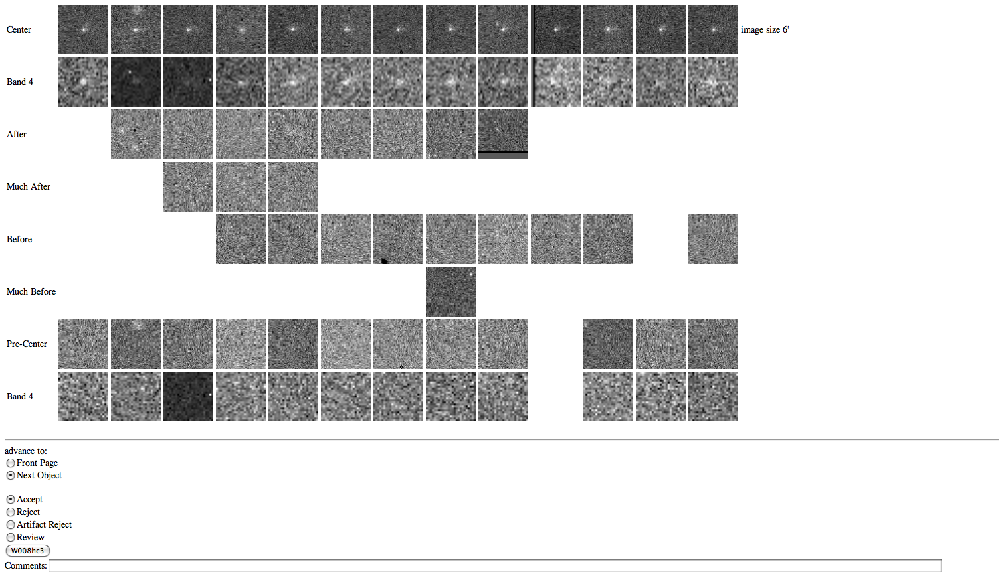 Center
image size 6'
Band 4
After
Much After
Before
Much Before
Pre-Center
Band 4
advance to:
Front Page
Next Object
Accept
Reject
Artifact Reject
Review
W008hc3
Comments: